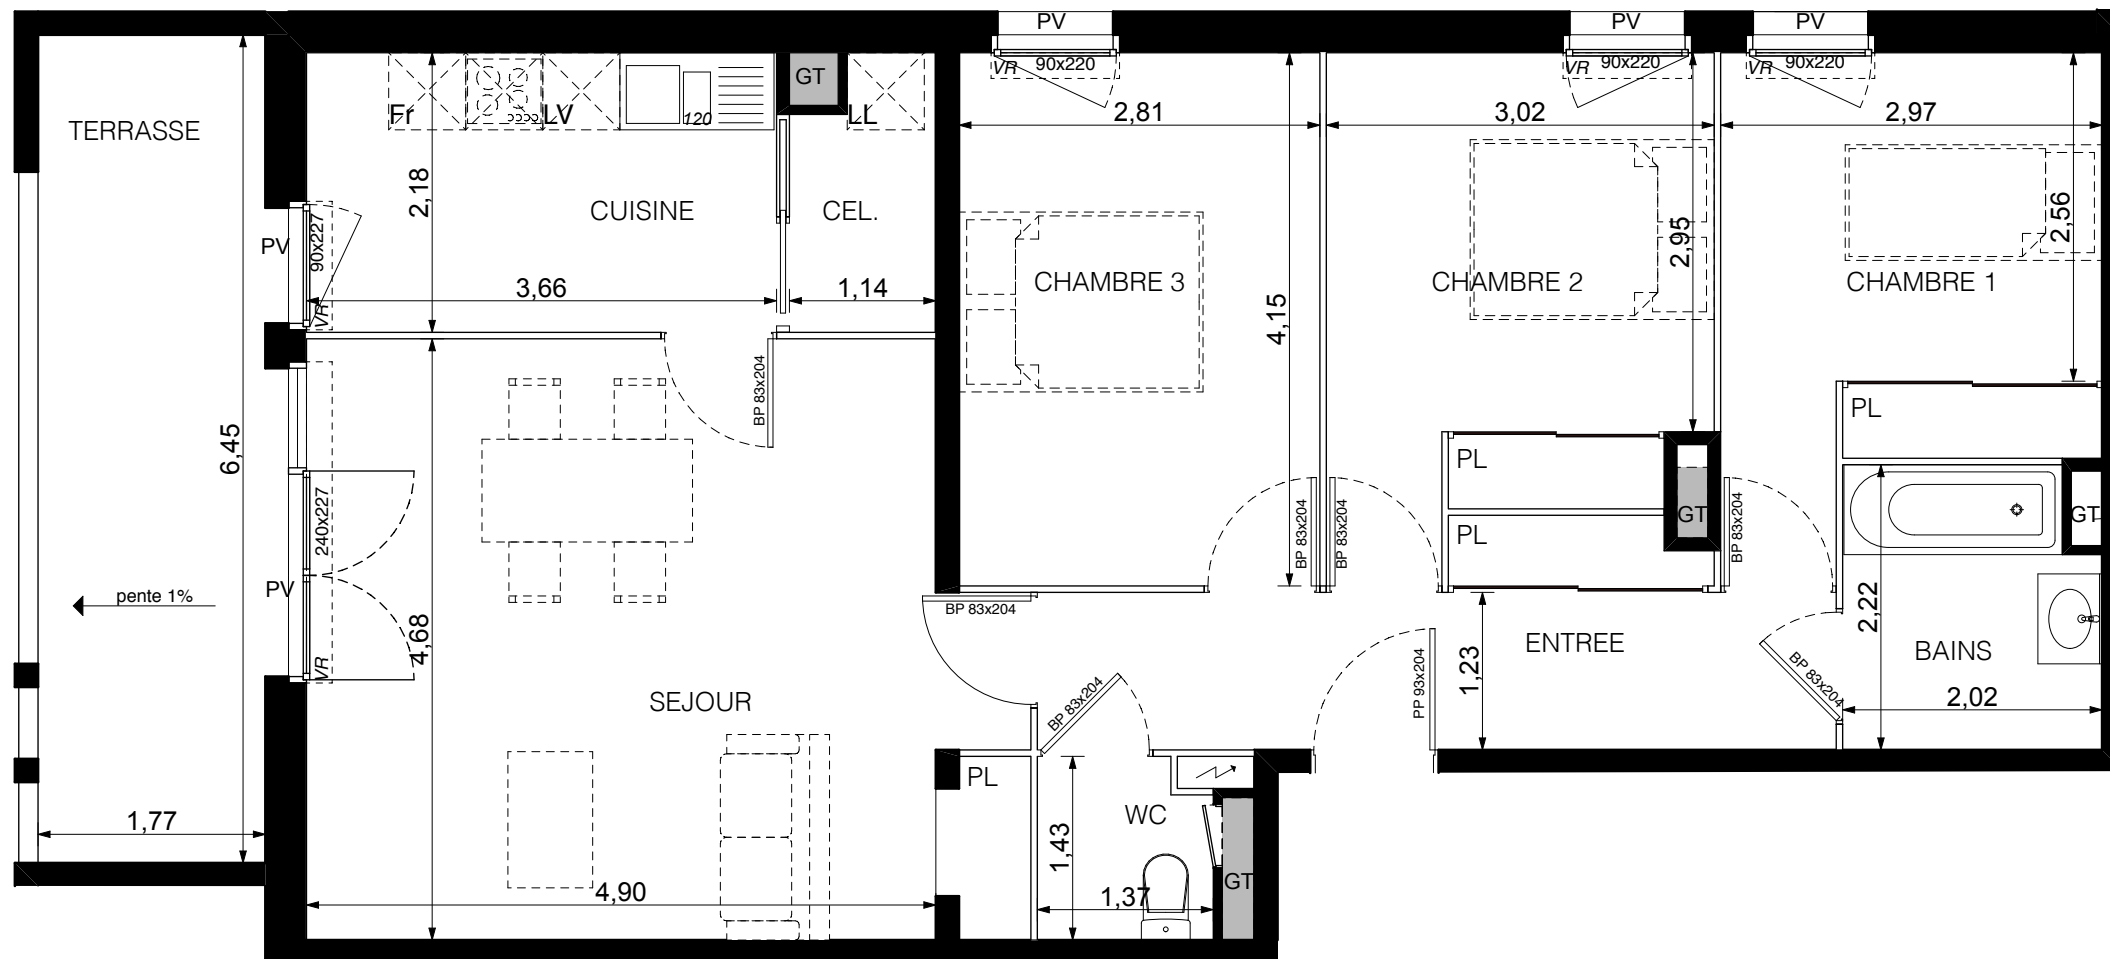 PV
PV
PV
VR
90x220
VR
90x220
VR
90x220
GT
Fr
LV
120
LL
TERRASSE
2,81
3,02
2,97
2,18
CUISINE
CEL.
2,95
2,56
PV
90x227
VR
3,66
1,14
CHAMBRE 3
4,15
CHAMBRE 2
CHAMBRE 1
BP 83x204
6,45
PL
PL
PL
GT
GT
240x227
PV
VR
BP 83x204
BP 83x204
BP 83x204
pente 1%
4,68
BP 83x204
SEJOUR
BP 83x204
PP 93x204
1,23
ENTREE
BP 83x204
2,22
BAINS
2,02
1,77
PL
WC
1,43
1,37
GT
4,90